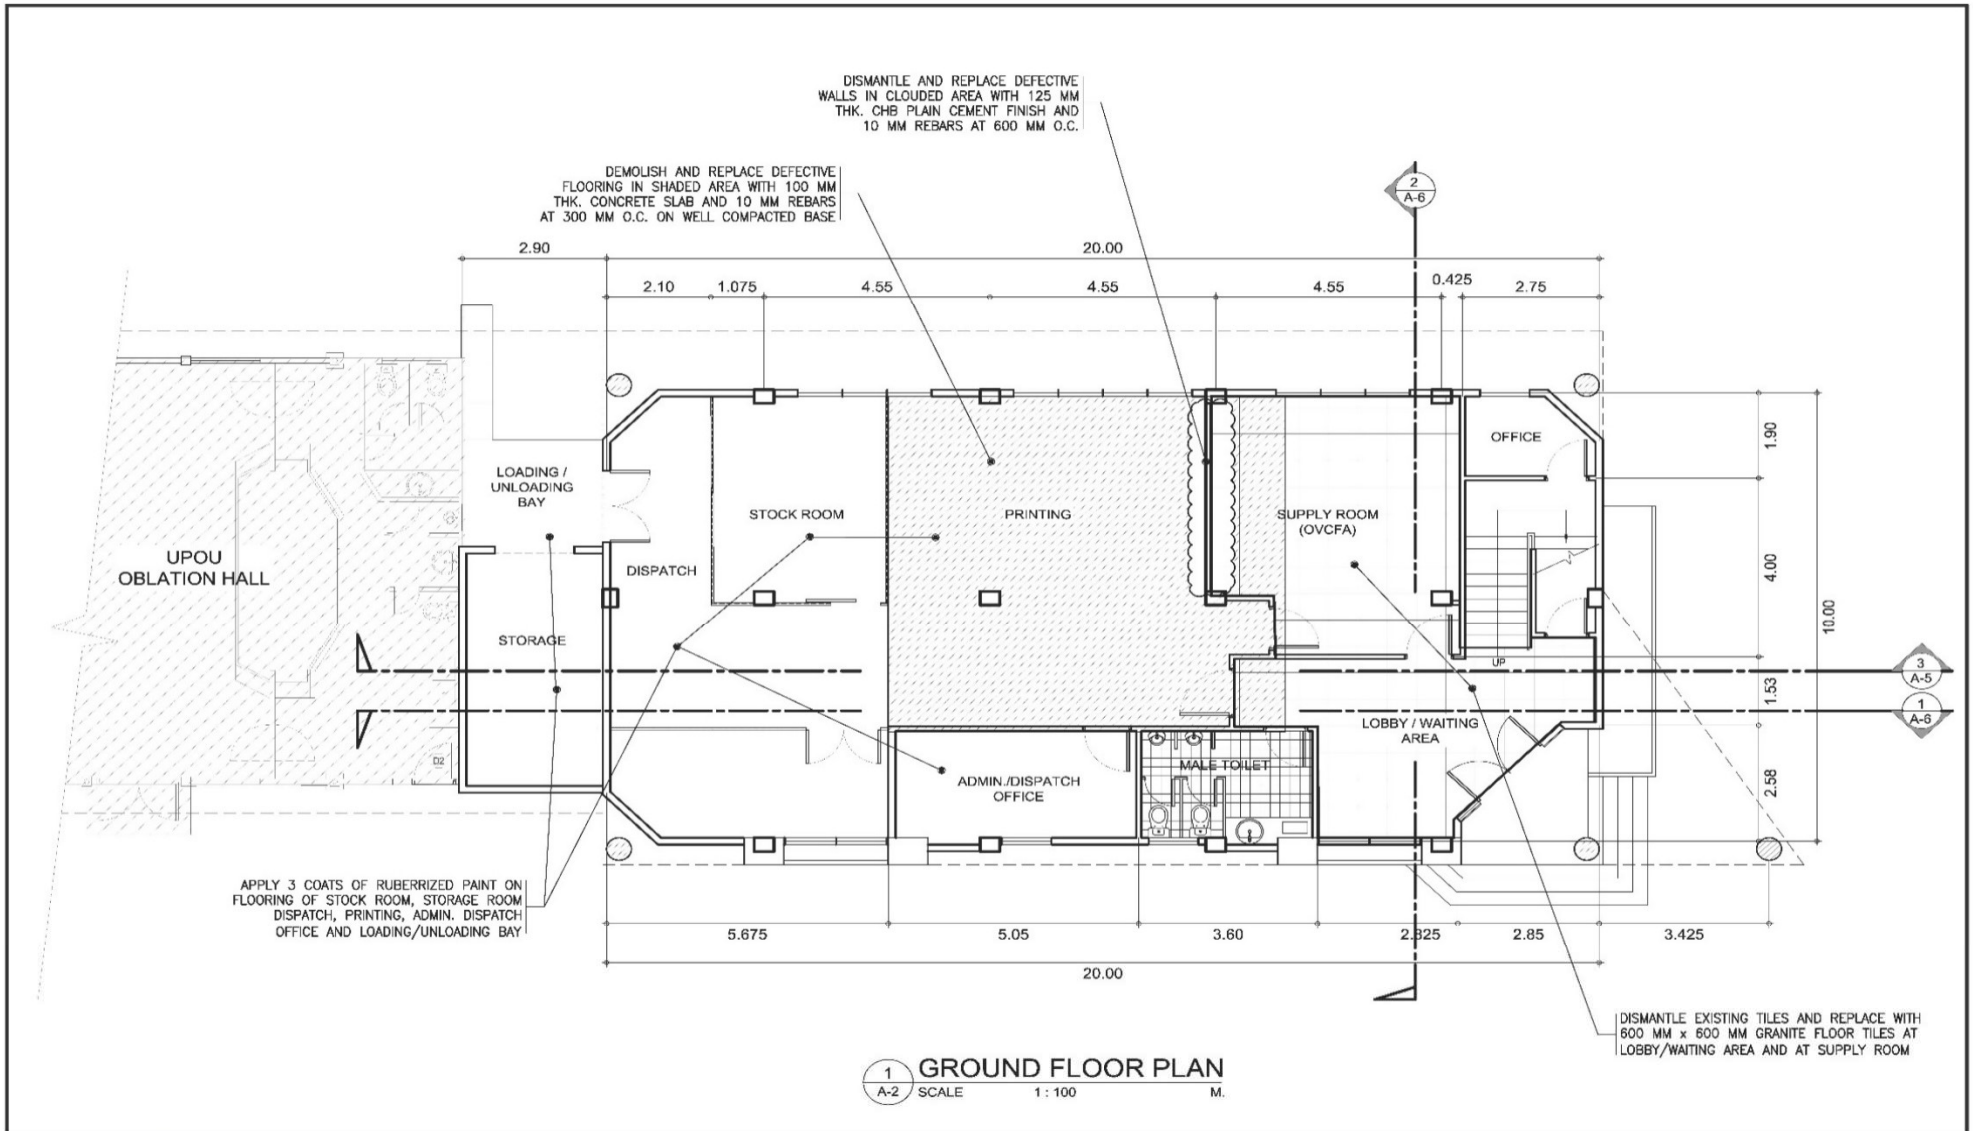 DISMANTLE AND REPLACE DEFECTIVE
WALLS IN CLOUDED AREA WITH 125 MM
THK. CHB PLAIN CEMENT FINISH AND
10 MM REBARS AT 600 MM O.C.
DEMOLISH AND REPLACE DEFECTIVE
FLOORING IN SHADED AREA WITH 100 MM
THK. CONCRETE SLAB AND 10 MM REBARS
AT 300 MM O.C. ON WELL COMPACTED BASE
2
A-6
2.90
20.00
2.10
1.075
4.55
4.55
4.55
0.425
2.75
OFFICE
1.90
LOADING /
UNLOADING
BAY
STOCK ROOM
PRINTING
SUPPLY ROOM
(OVCFA)
UPOU
OBLATION HALL
DISPATCH
4.00
10.00
STORAGE
UP
3
A-5
1.53
1
A-6
LOBBY / WAITING
AREA
D2
MALE TOILET
ADMIN./DISPATCH
OFFICE
2.58
APPLY 3 COATS OF RUBERRIZED PAINT ON
FLOORING OF STOCK ROOM, STORAGE ROOM
DISPATCH, PRINTING, ADMIN. DISPATCH
OFFICE AND LOADING/UNLOADING BAY
5.675
5.05
3.60
2.825
2.85
3.425
20.00
DISMANTLE EXISTING TILES AND REPLACE WITH
600 MM x 600 MM GRANITE FLOOR TILES AT
LOBBY/WAITING AREA AND AT SUPPLY ROOM
1
A-2
GROUND FLOOR PLAN
SCALE 1 : 100 M.